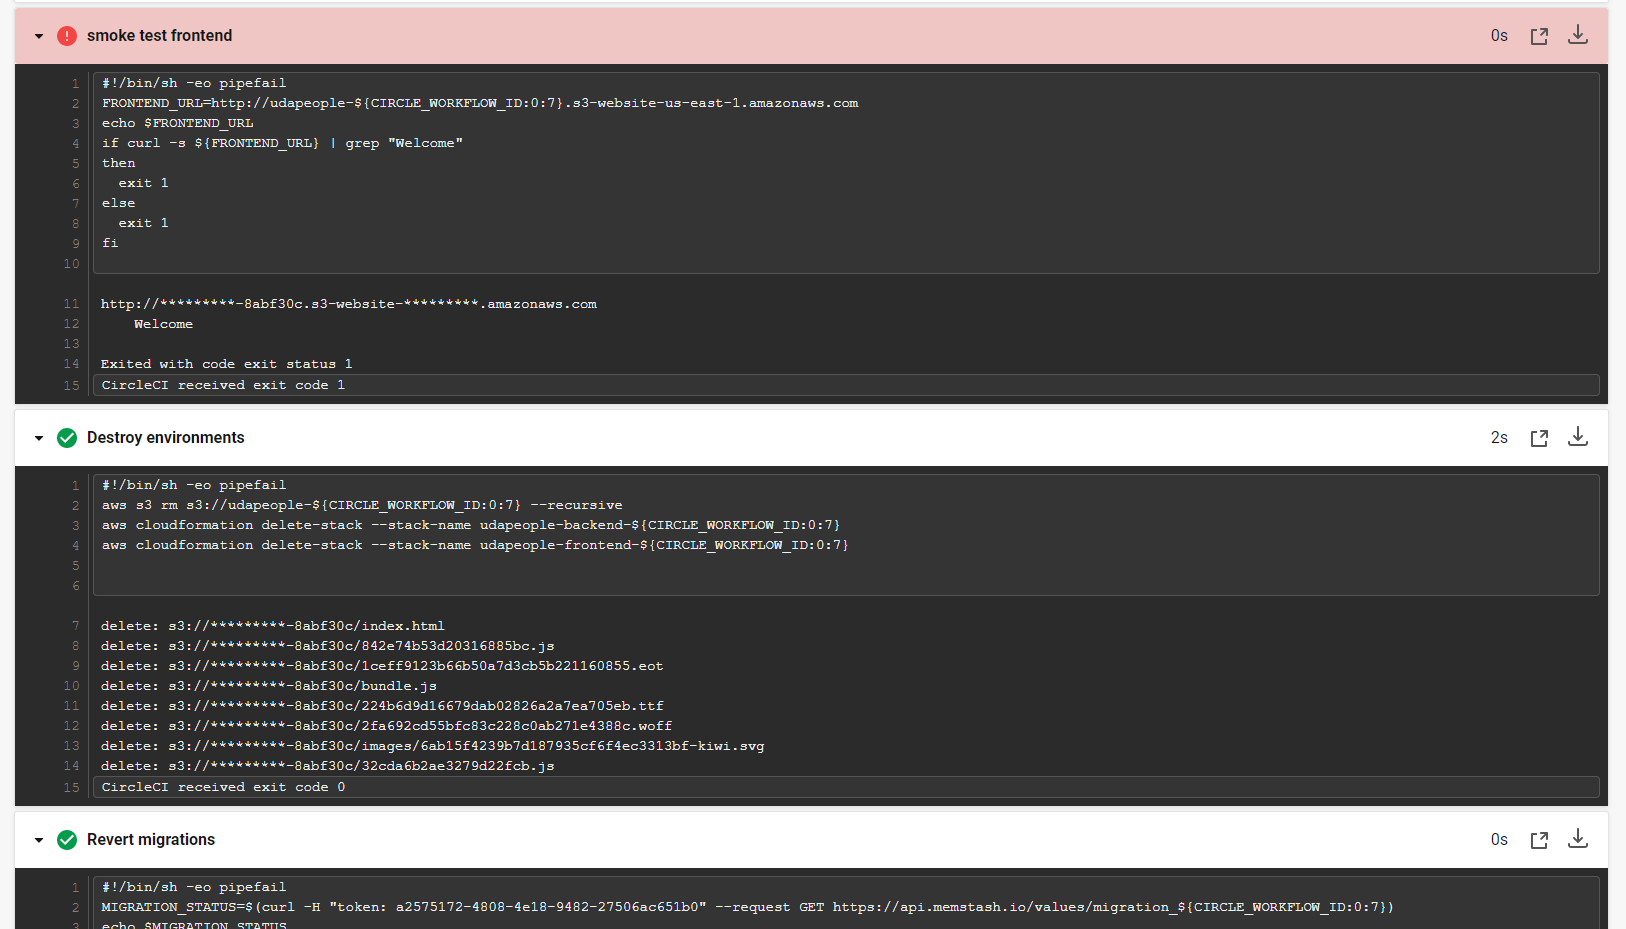 smoke test frontend
0s
1 #!/bin/sh -eo pipefail
2 FRONTEND_URL=http://udapeople-${CIRCLE_WORKFLOW_ID:0:7}.s3-website-us-east-1.amazonaws.com
3 echo $FRONTEND_URL
4 if curl -s ${FRONTEND_URL} | grep "Welcome"
5 then
6   exit 1
7 else
8   exit 1
9 fi
10
11 http://*********-8abf30c.s3-website-*********.amazonaws.com
12     Welcome
13
14 Exited with code exit status 1
15 CircleCI received exit code 1
Destroy environments
2s
1 #!/bin/sh -eo pipefail
2 aws s3 rm s3://udapeople-${CIRCLE_WORKFLOW_ID:0:7} --recursive
3 aws cloudformation delete-stack --stack-name udapeople-backend-${CIRCLE_WORKFLOW_ID:0:7}
4 aws cloudformation delete-stack --stack-name udapeople-frontend-${CIRCLE_WORKFLOW_ID:0:7}
5
6
7 delete: s3://*********-8abf30c/index.html
8 delete: s3://*********-8abf30c/842e74b53d20316885bc.js
9 delete: s3://*********-8abf30c/1ceff9123b66b50a7d3cb5b221160855.eot
10 delete: s3://*********-8abf30c/bundle.js
11 delete: s3://*********-8abf30c/224b6d9d16679dab02826a2a7ea705eb.ttf
12 delete: s3://*********-8abf30c/2fa692cd55bfc83c228c0ab271e4388c.woff
13 delete: s3://*********-8abf30c/images/6ab15f4239b7d187935cf6f4ec3313bf-kiwi.svg
14 delete: s3://*********-8abf30c/32cda6b2ae3279d22fcb.js
15 CircleCI received exit code 0
Revert migrations
0s
1 #!/bin/sh -eo pipefail
2 MIGRATION_STATUS=$(curl -H "token: a2575172-4808-4e18-9482-27506ac651b0" --request GET https://api.memstash.io/values/migration_${CIRCLE_WORKFLOW_ID:0:7})
3 echo $MIGRATION_STATUS